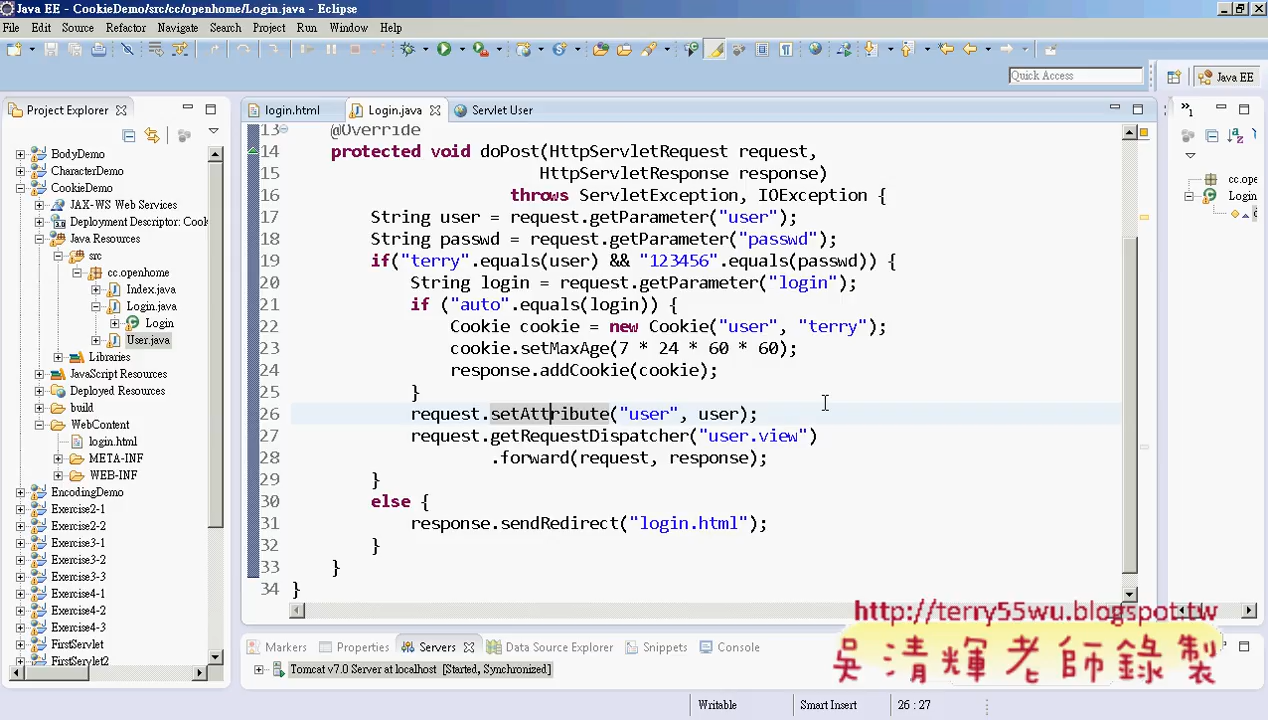 Java EE - CookieDemo/src/cc/openhome/Login.java - Eclipse
File Edit Source Refactor Navigate Search Project Run Window Help
Quick Access
Java EE
Project Explorer
login.html
Login.java
Servlet User
»1
BodyDemo
CharacterDemo
CookieDemo
JAX-WS Web Services
Deployment Descriptor: Cook
Java Resources
src
cc.openhome
Index.java
Login.java
Login
User.java
Libraries
JavaScript Resources
Deployed Resources
build
WebContent
login.html
META-INF
WEB-INF
EncodingDemo
Exercise2-1
Exercise2-2
Exercise3-1
Exercise3-2
Exercise3-3
Exercise4-1
Exercise4-2
Exercise4-3
FirstServlet
FirstServlet2
13 @Override
14 protected void doPost(HttpServletRequest request,
15 HttpServletResponse response)
16 throws ServletException, IOException {
17 String user = request.getParameter("user");
18 String passwd = request.getParameter("passwd");
19 if("terry".equals(user) && "123456".equals(passwd)) {
20 String login = request.getParameter("login");
21 if ("auto".equals(login)) {
22 Cookie cookie = new Cookie("user", "terry");
23 cookie.setMaxAge(7 * 24 * 60 * 60);
24 response.addCookie(cookie);
25 }
26 request.setAttribute("user", user);
27 request.getRequestDispatcher("user.view")
28 .forward(request, response);
29 }
30 else {
31 response.sendRedirect("login.html");
32 }
33 }
34 }
cc.ope
Login
http://terry55wu.blogspot.tw
吳清輝老師錄製
Markers Properties Servers Data Source Explorer Snippets Console
Tomcat v7.0 Server at localhost [Started, Synchronized]
Writable Smart Insert 26 : 27